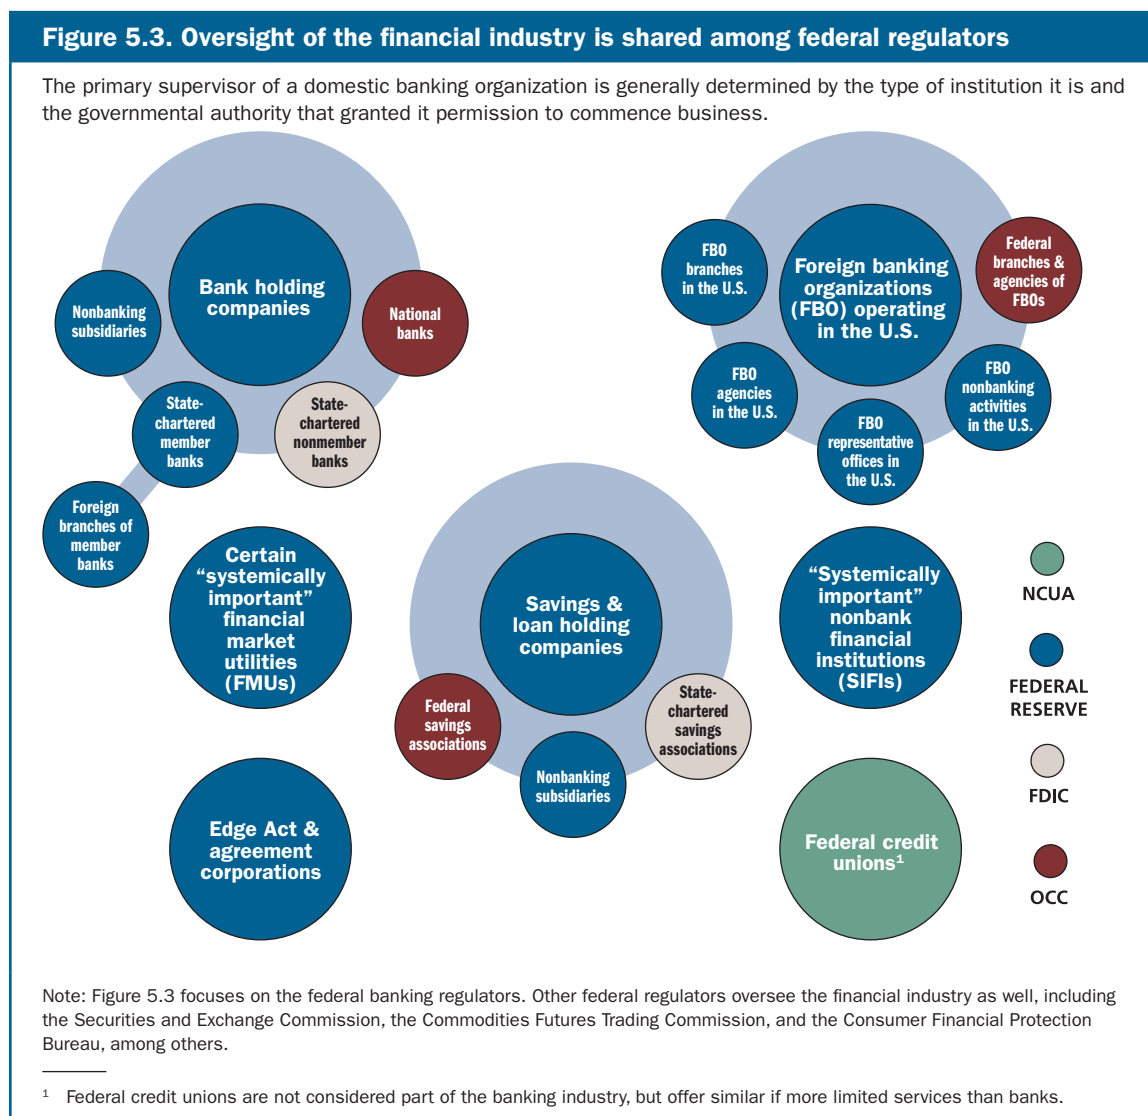 Figure 5.3. Oversight of the financial industry is shared among federal regulators
The primary supervisor of a domestic banking organization is generally determined by the type of institution it is and
the governmental authority that granted it permission to commence business.
Bank holding
companies
Nonbanking
subsidiaries
National
banks
State-
chartered
member
banks
State-
chartered
nonmember
banks
Foreign
branches of
member
banks
Foreign banking
organizations
(FBO) operating
in the U.S.
FBO
branches
in the U.S.
Federal
branches &
agencies of
FBOs
FBO
agencies
in the U.S.
FBO
nonbanking
activities
in the U.S.
FBO
representative
offices in
the U.S.
Certain
“systemically
important”
financial
market
utilities
(FMUs)
Savings &
loan holding
companies
Federal
savings
associations
Nonbanking
subsidiaries
State-
chartered
savings
associations
“Systemically
important”
nonbank
financial
institutions
(SIFIs)
Edge Act &
agreement
corporations
Federal credit
unions¹
NCUA
FEDERAL
RESERVE
FDIC
OCC
Note: Figure 5.3 focuses on the federal banking regulators. Other federal regulators oversee the financial industry as well, including
the Securities and Exchange Commission, the Commodities Futures Trading Commission, and the Consumer Financial Protection
Bureau, among others.
¹ Federal credit unions are not considered part of the banking industry, but offer similar if more limited services than banks.